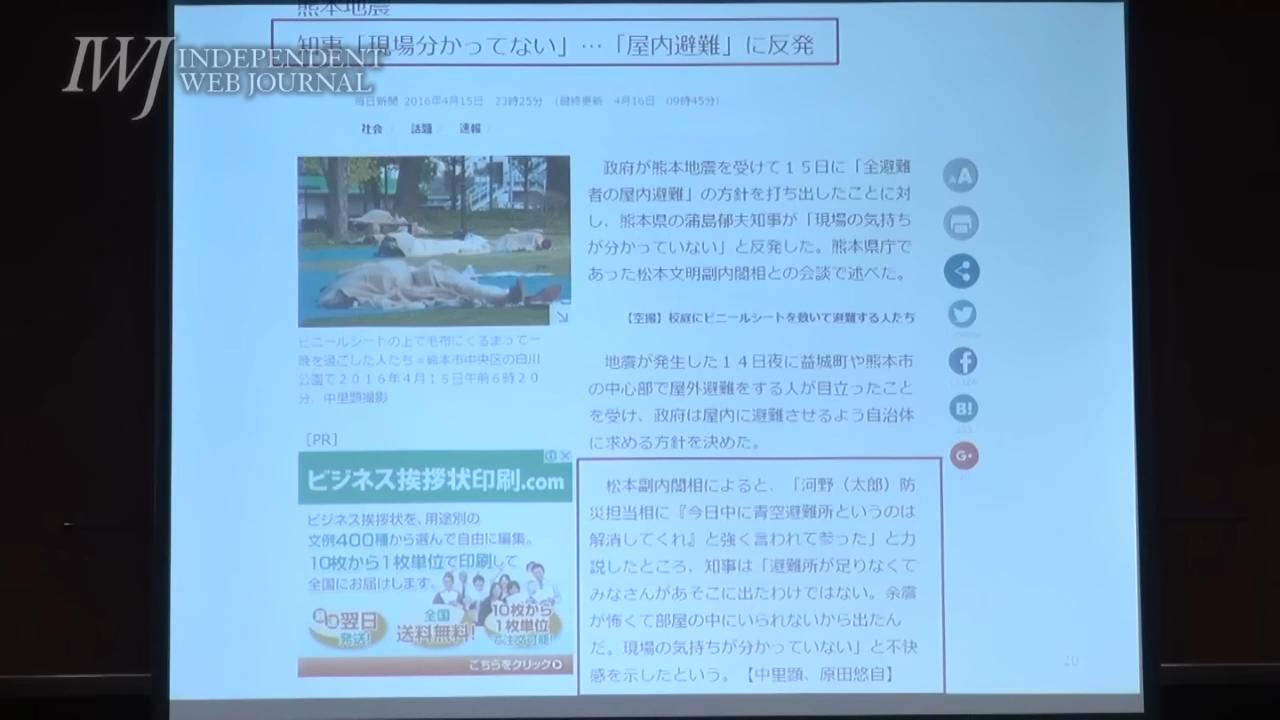 熊本地震
知事「現場分かってない」…「屋内避難」に反発
IWJ INDEPENDENT
WEB JOURNAL
毎日新聞 2016年4月15日 23時25分 (最終更新 4月16日 09時45分)
社会 話題 速報
政府が熊本地震を受けて15日に「全避難
者の屋内避難」の方針を打ち出したことに対
し、熊本県の蒲島郁夫知事が「現場の気持ち
が分かっていない」と反発した。熊本県庁で
あった松本文明副内閣相との会談で述べた。
【空撮】校庭にビニールシートを敷いて避難する人たち
地震が発生した14日夜に益城町や熊本市
の中心部で屋外避難をする人が目立ったこと
を受け、政府は屋内に避難させるよう自治体
に求める方針を決めた。
松本副内閣相によると、「河野（太郎）防
災担当相に『今日中に青空避難所というのは
解消してくれ』と強く言われて参った」と力
説したところ、知事は「避難所が足りなくて
みなさんがあそこに出たわけではない。余震
が怖くて部屋の中にいられないから出たん
だ。現場の気持ちが分かっていない」と不快
感を示したという。【中里顕、原田悠自】
ビニールシートの上で毛布にくるまって一
晩を過ごした人たち＝熊本市中央区の白川
公園で2016年4月15日午前6時20
分、中里顕撮影
[PR]
ビジネス挨拶状印刷.com
ビジネス挨拶状を、用途別の
文例400種から選んで自由に編集。
10枚から1枚単位で印刷して
全国にお届けします。
翌日
発送!
全国
送料無料!
10枚から
1枚単位
でご注文可能!
こちらをクリック
AA
B!
G+
20